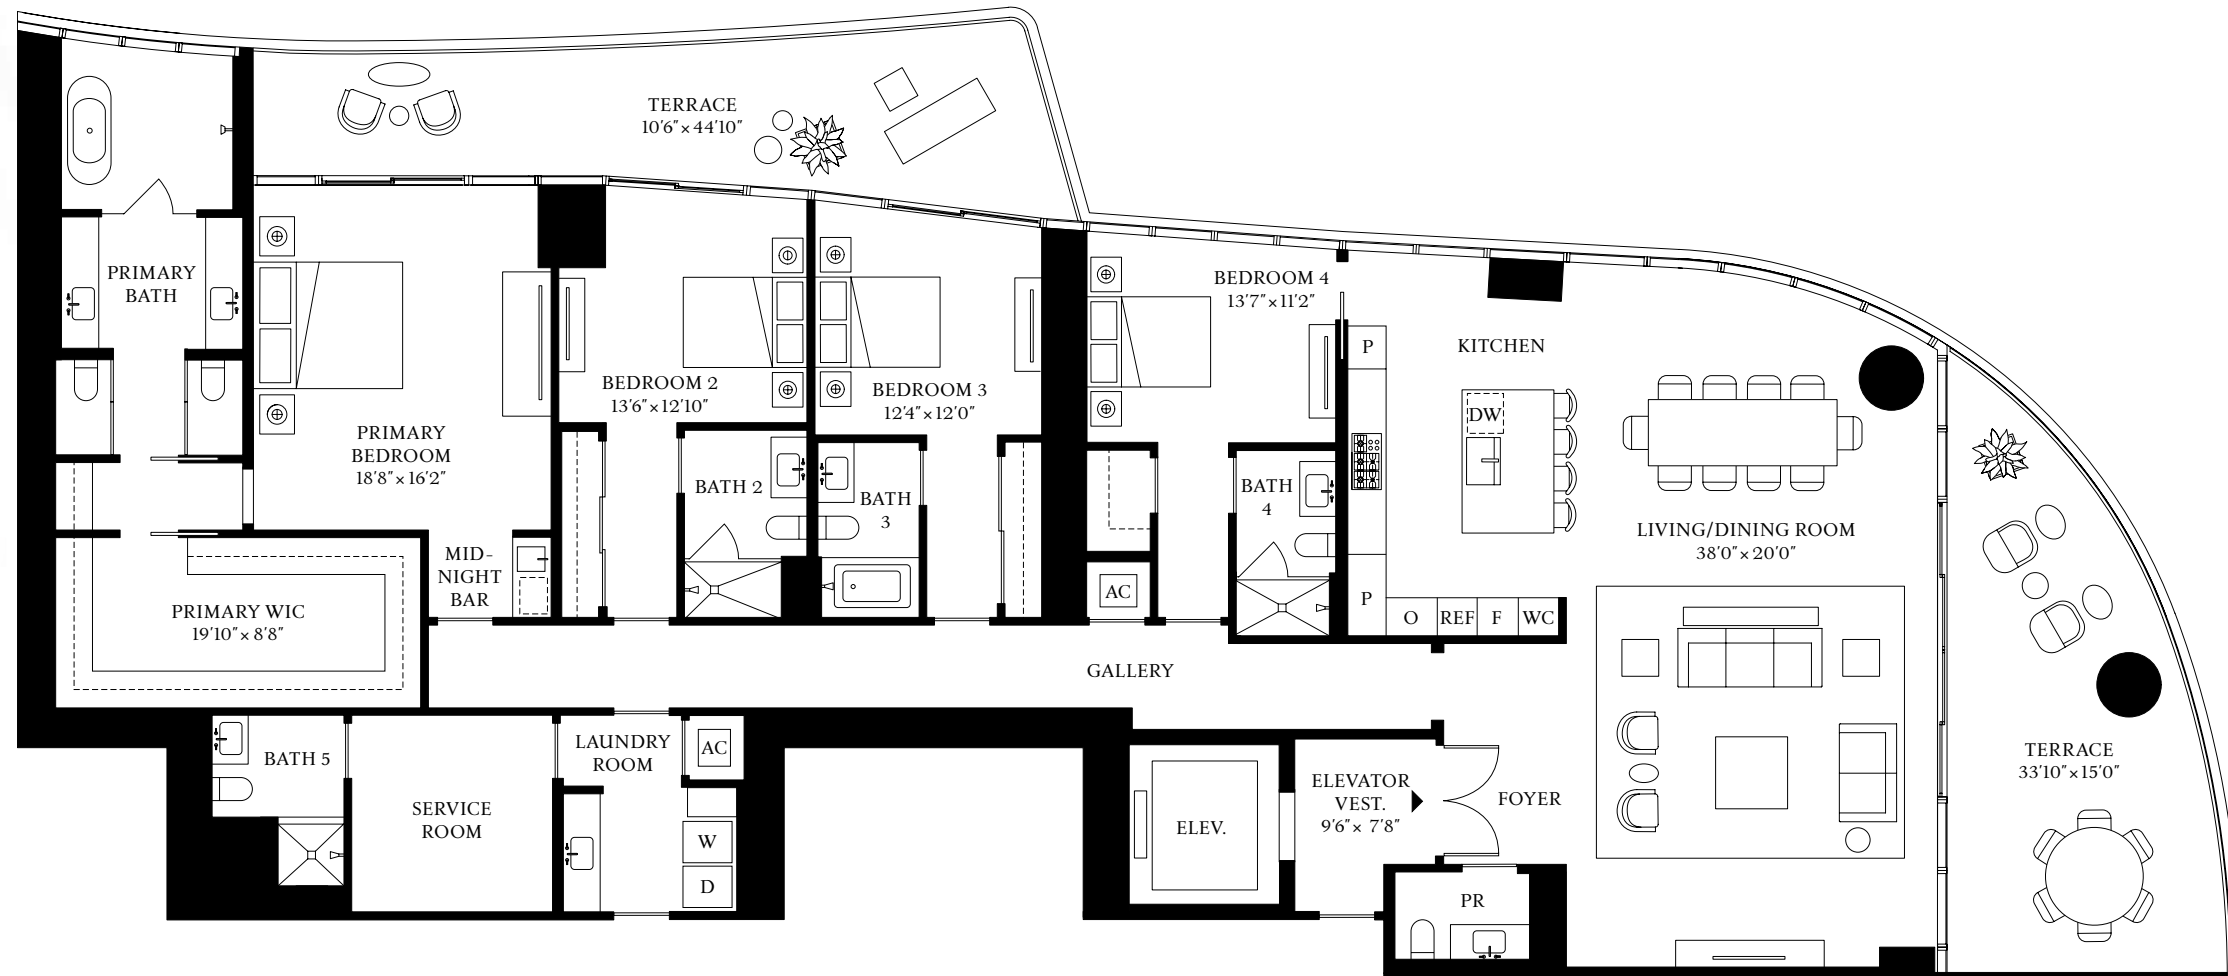 TERRACE
10'6"×44'10"
PRIMARY
BATH
BEDROOM 4
13'7"×11'2"
P
KITCHEN
BEDROOM 2
13'6"×12'10"
BEDROOM 3
12'4"×12'0"
DW
PRIMARY
BEDROOM
18'8"×16'2"
BATH 2
BATH
3
BATH
4
LIVING/DINING ROOM
38'0"×20'0"
MID-
NIGHT
BAR
AC
P
PRIMARY WIC
19'10"×8'8"
O
REF
F
WC
GALLERY
BATH 5
LAUNDRY
ROOM
AC
TERRACE
33'10"×15'0"
SERVICE
ROOM
ELEVATOR
VEST.
9'6"× 7'8"
FOYER
ELEV.
W
D
PR